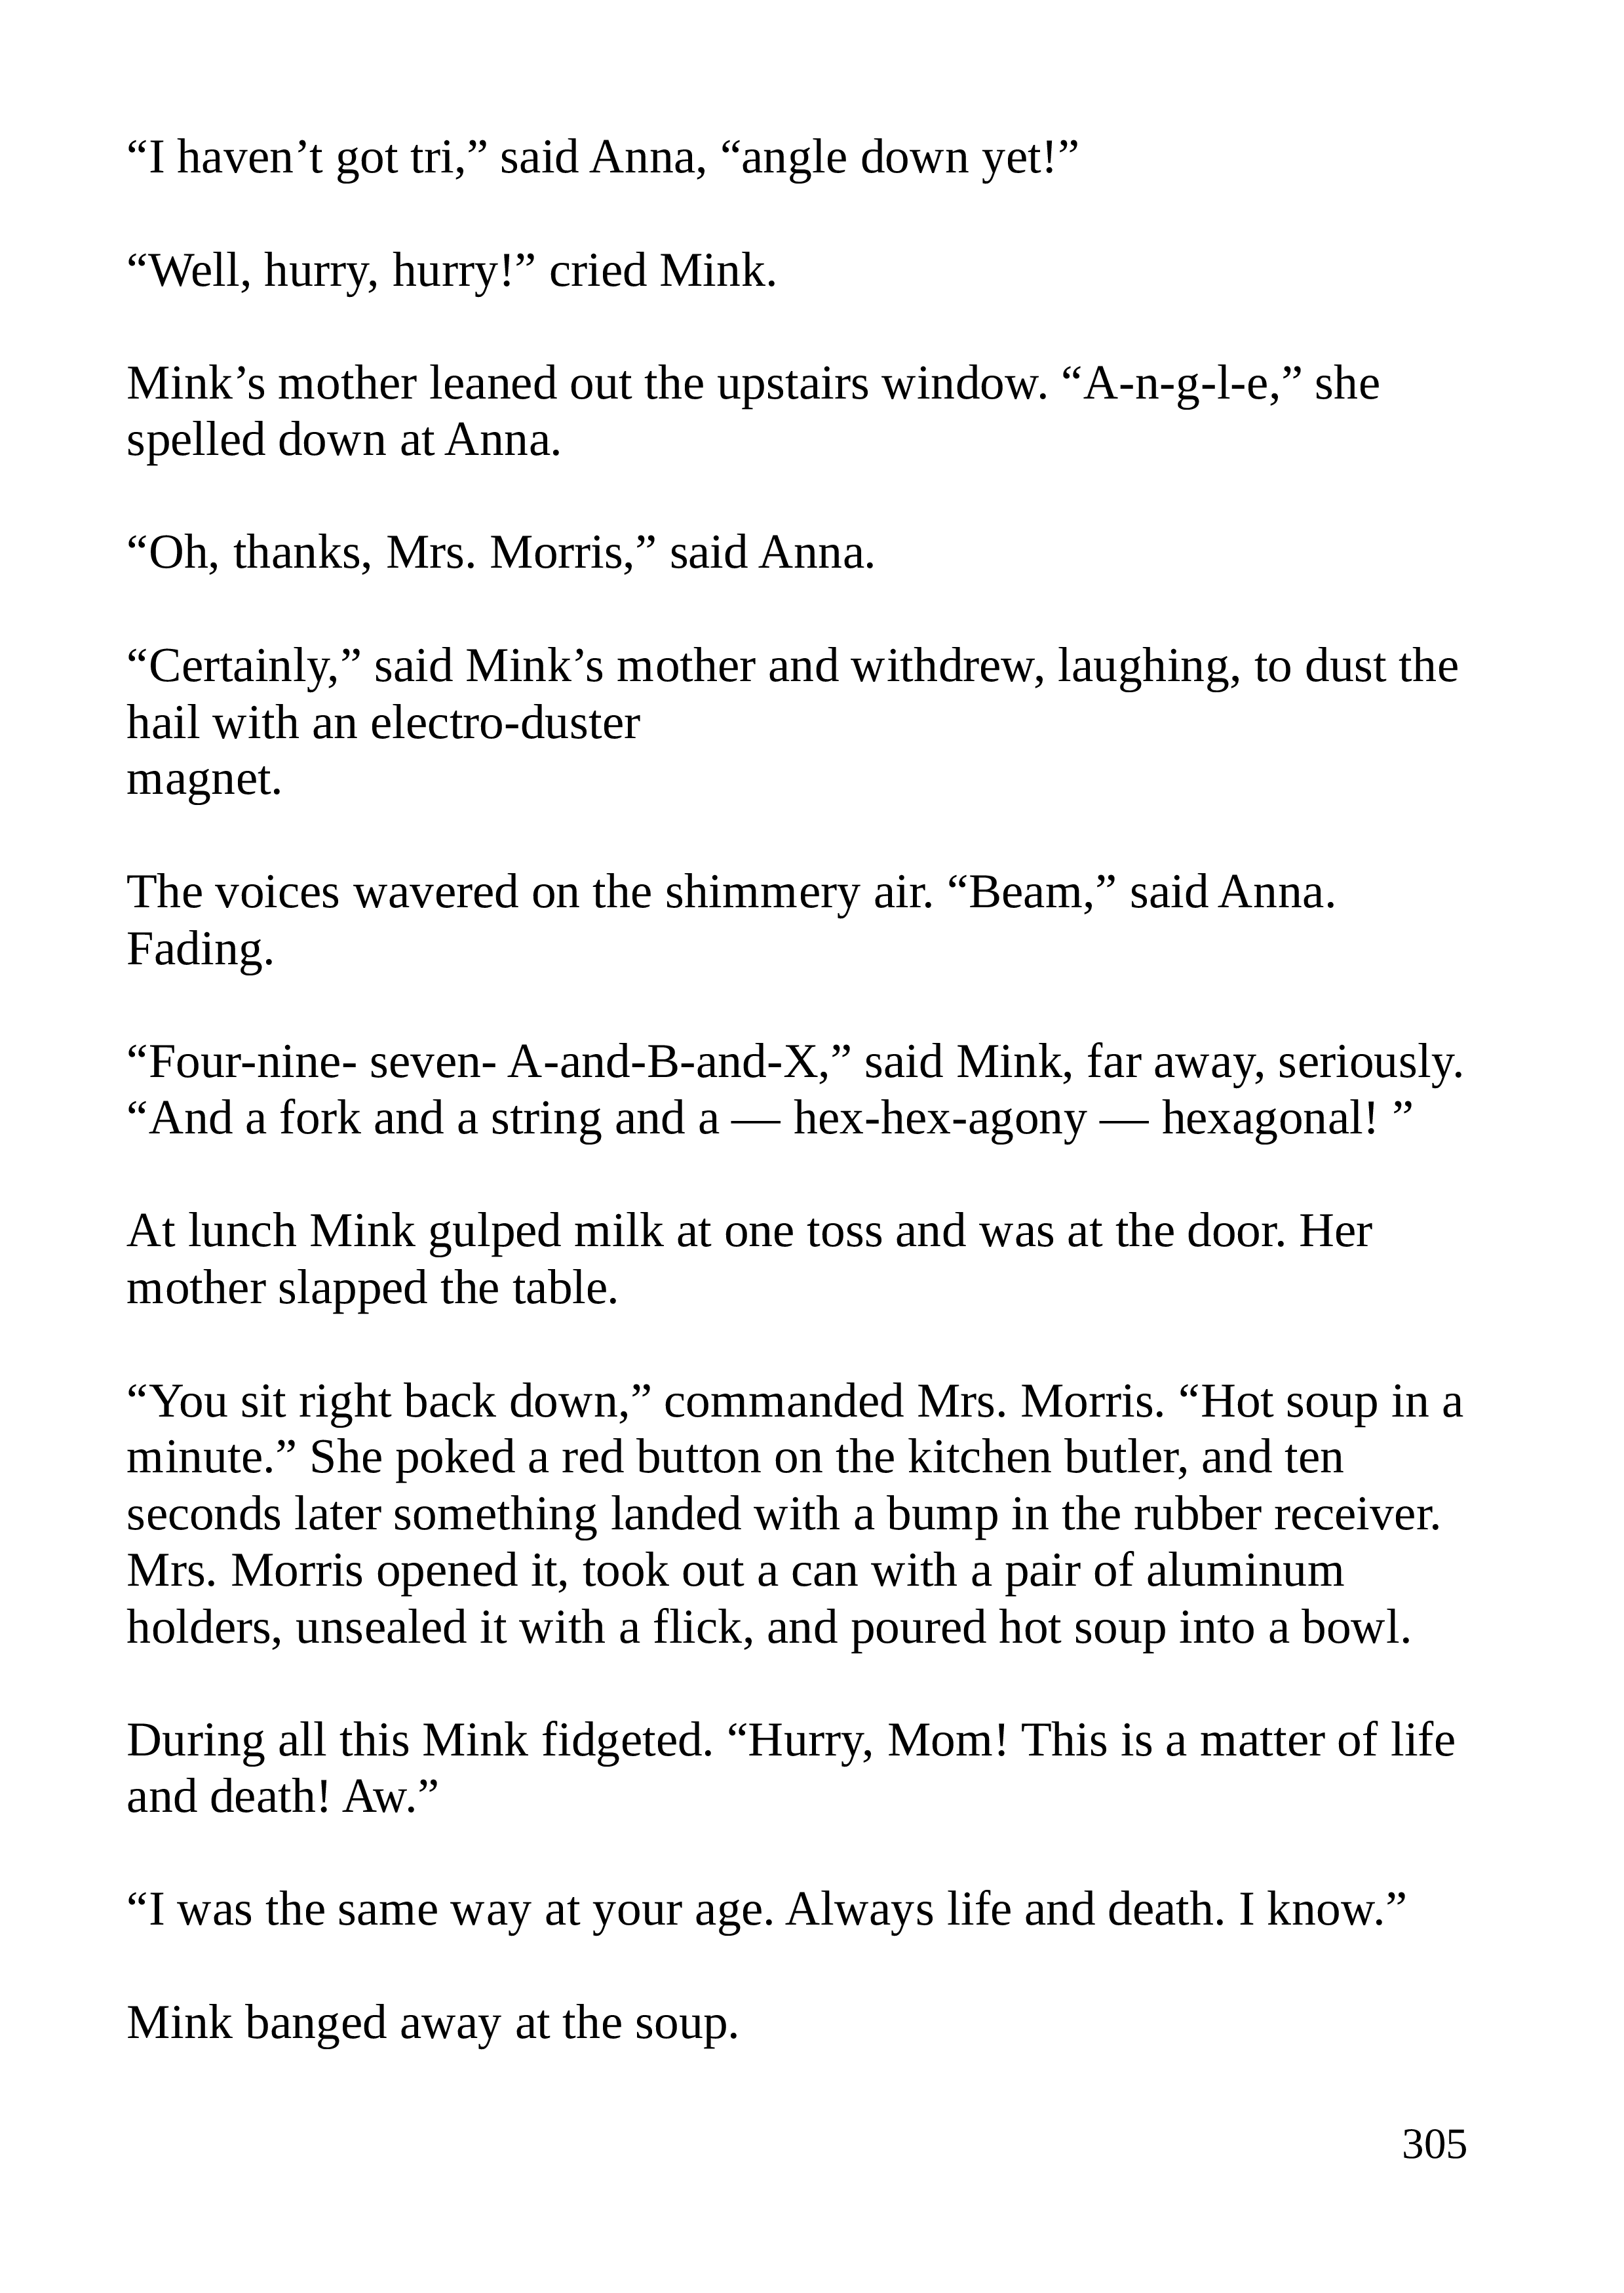 “I haven’t got tri,” said Anna, “angle down yet!”
“Well, hurry, hurry!” cried Mink.
Mink’s mother leaned out the upstairs window. “A-n-g-l-e,” she
spelled down at Anna.
“Oh, thanks, Mrs. Morris,” said Anna.
“Certainly,” said Mink’s mother and withdrew, laughing, to dust the
hail with an electro-duster
magnet.
The voices wavered on the shimmery air. “Beam,” said Anna.
Fading.
“Four-nine- seven- A-and-B-and-X,” said Mink, far away, seriously.
“And a fork and a string and a — hex-hex-agony — hexagonal! ”
At lunch Mink gulped milk at one toss and was at the door. Her
mother slapped the table.
“You sit right back down,” commanded Mrs. Morris. “Hot soup in a
minute.” She poked a red button on the kitchen butler, and ten
seconds later something landed with a bump in the rubber receiver.
Mrs. Morris opened it, took out a can with a pair of aluminum
holders, unsealed it with a flick, and poured hot soup into a bowl.
During all this Mink fidgeted. “Hurry, Mom! This is a matter of life
and death! Aw.”
“I was the same way at your age. Always life and death. I know.”
Mink banged away at the soup.
305